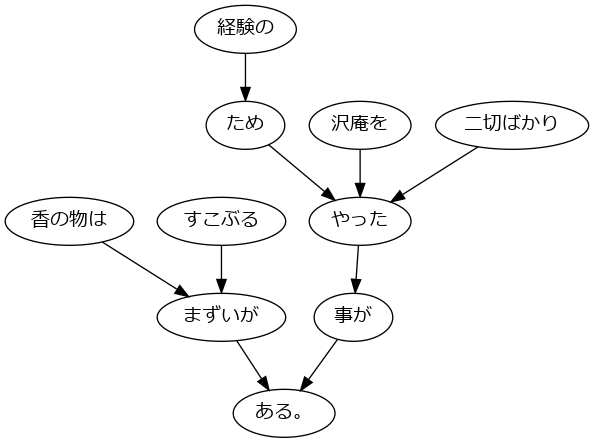 経験の
ため
沢庵を
二切ばかり
香の物は
すこぶる
やった
まずいが
事が
ある。